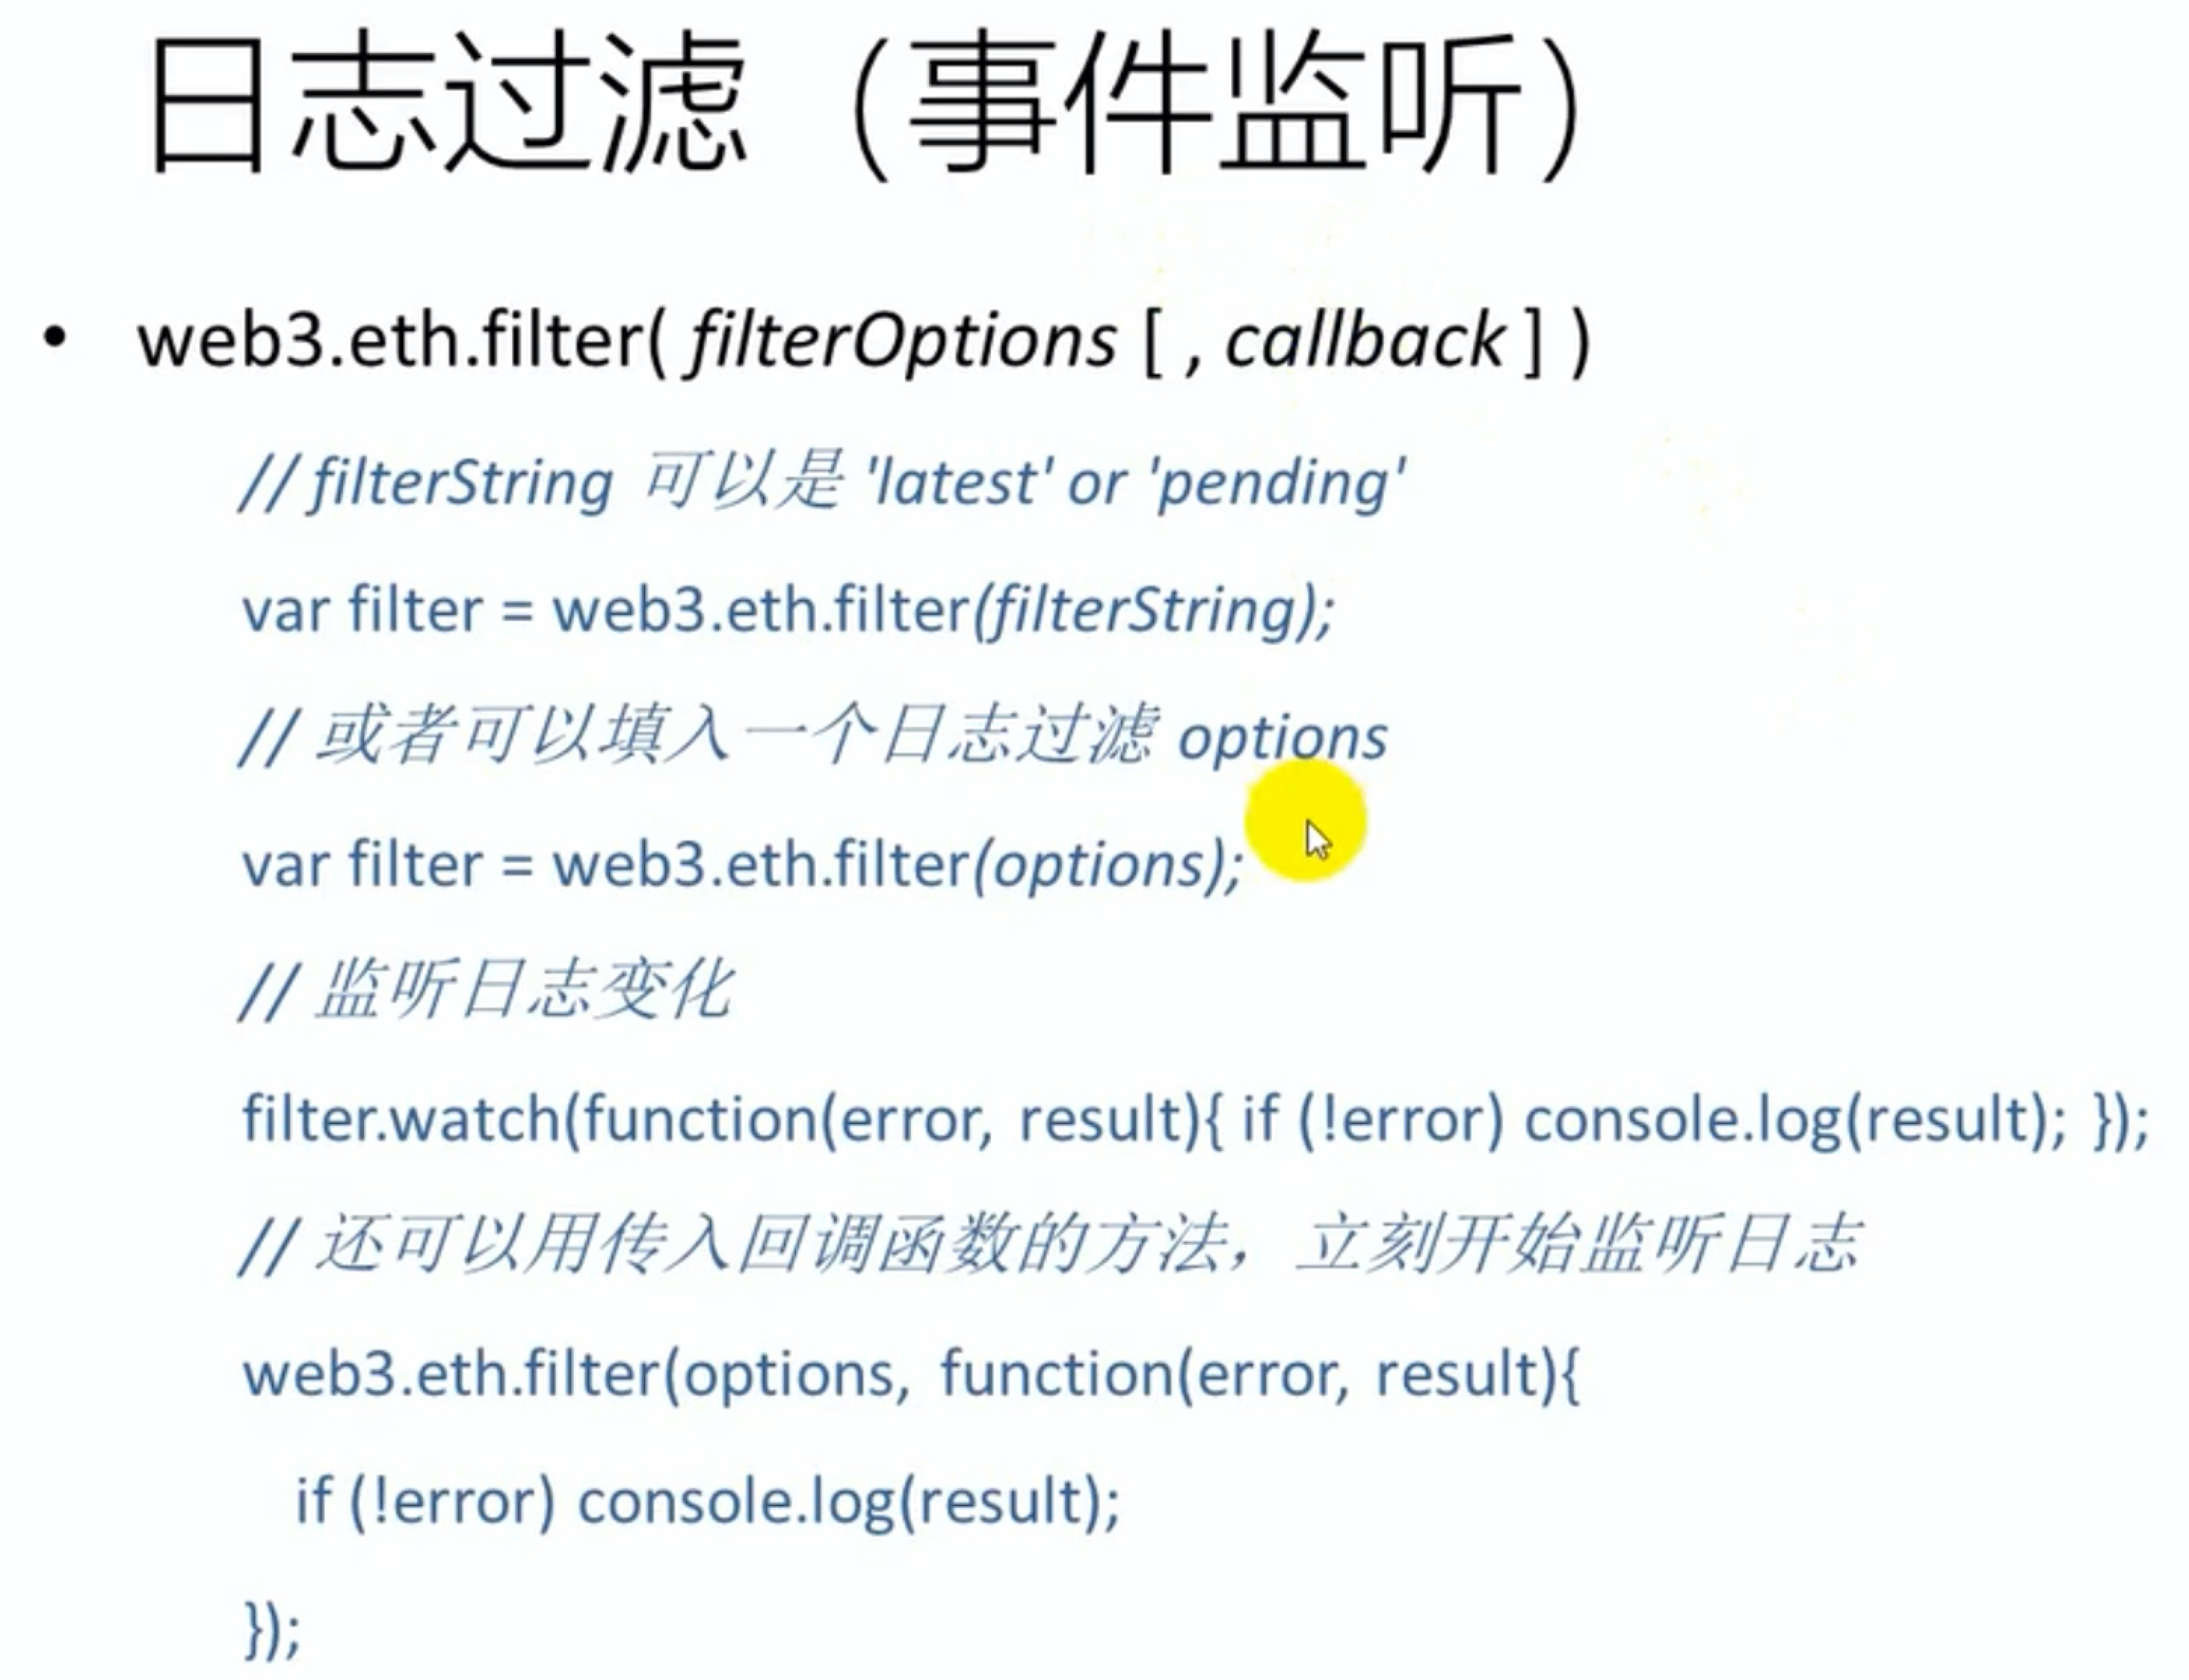 日志过滤（事件监听）
• web3.eth.filter( filterOptions [ , callback ] )
// filterString 可以是 'latest' or 'pending'
var filter = web3.eth.filter(filterString);
// 或者可以填入一个日志过滤 options
var filter = web3.eth.filter(options);
// 监听日志变化
filter.watch(function(error, result){ if (!error) console.log(result); });
// 还可以用传入回调函数的方法，立刻开始监听日志
web3.eth.filter(options, function(error, result){
if (!error) console.log(result);
});